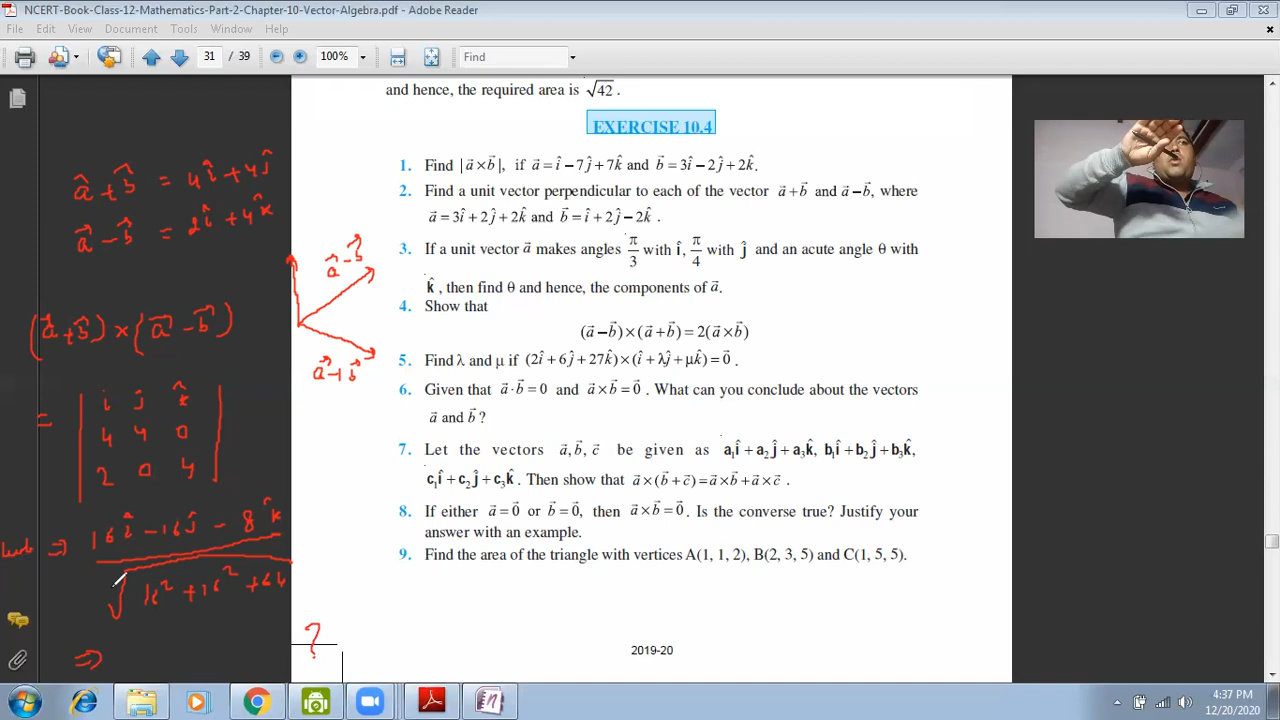 NCERT-Book-Class-12-Mathematics-Part-2-Chapter-10-Vector-Algebra.pdf - Adobe Reader
File Edit View Document Tools Window Help
31 / 39 100% Find
and hence, the required area is √42 .
EXERCISE 10.4
1. Find |a⃗ × b⃗|, if a⃗ = î − 7ĵ + 7k̂ and b⃗ = 3î − 2ĵ + 2k̂.
2. Find a unit vector perpendicular to each of the vector a⃗ + b⃗ and a⃗ − b⃗, where
a⃗ = 3î + 2ĵ + 2k̂ and b⃗ = î + 2ĵ − 2k̂ .
3. If a unit vector a⃗ makes angles π/3 with î, π/4 with ĵ and an acute angle θ with
k̂, then find θ and hence, the components of a⃗.
4. Show that
(a⃗ − b⃗) × (a⃗ + b⃗) = 2(a⃗ × b⃗)
5. Find λ and μ if (2î + 6ĵ + 27k̂) × (î + λĵ + μk̂) = 0⃗ .
6. Given that a⃗ · b⃗ = 0 and a⃗ × b⃗ = 0⃗ . What can you conclude about the vectors
a⃗ and b⃗ ?
7. Let the vectors a⃗, b⃗, c⃗ be given as a₁î + a₂ĵ + a₃k̂, b₁î + b₂ĵ + b₃k̂,
c₁î + c₂ĵ + c₃k̂ . Then show that a⃗ × (b⃗ + c⃗) = a⃗ × b⃗ + a⃗ × c⃗ .
8. If either a⃗ = 0⃗ or b⃗ = 0⃗, then a⃗ × b⃗ = 0⃗ . Is the converse true? Justify your
answer with an example.
9. Find the area of the triangle with vertices A(1, 1, 2), B(2, 3, 5) and C(1, 5, 5).
2019-20
a⃗ + b⃗ = 4î + 4ĵ
a⃗ − b⃗ = 2î + 4k̂
a⃗ − b⃗
(a⃗ + b⃗) × (a⃗ − b⃗)
a⃗ + b⃗
= | i j k̂ |
| 4 4 0 |
| 2 0 4 |
⇒ 16î − 16ĵ − 8k̂
√16² + 16² + 64
?
⇒
4:37 PM
12/20/2020